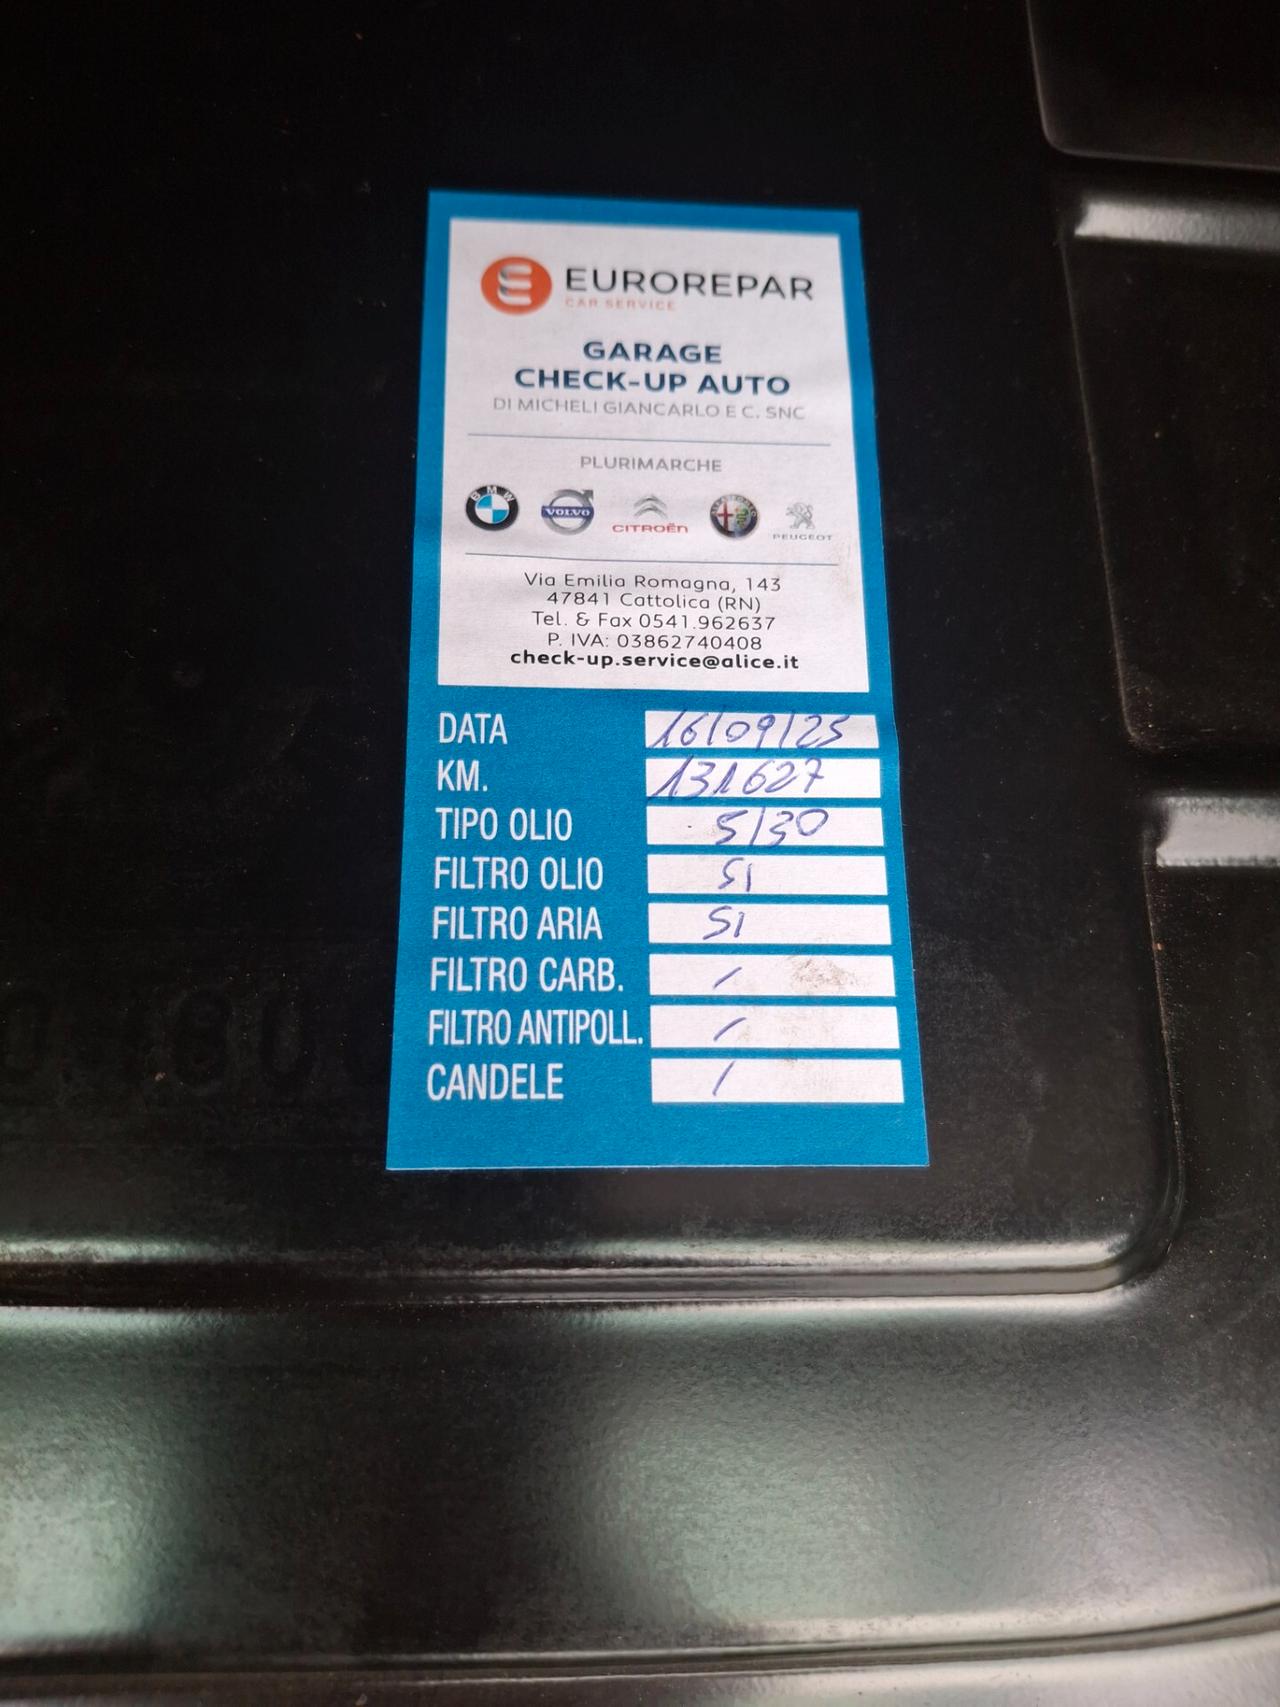 EUROREPAR
CAR SERVICE
GARAGE
CHECK-UP AUTO
DI MICHELI GIANCARLO E C. SNC
PLURIMARCHE
BMW VOLVO CITROËN PEUGEOT
Via Emilia Romagna, 143
47841 Cattolica (RN)
Tel. & Fax 0541.962637
P. IVA: 03862740408
check-up.service@alice.it
DATA 16/09/25
KM. 131627
TIPO OLIO 5/30
FILTRO OLIO SI
FILTRO ARIA SI
FILTRO CARB. /
FILTRO ANTIPOLL. /
CANDELE /